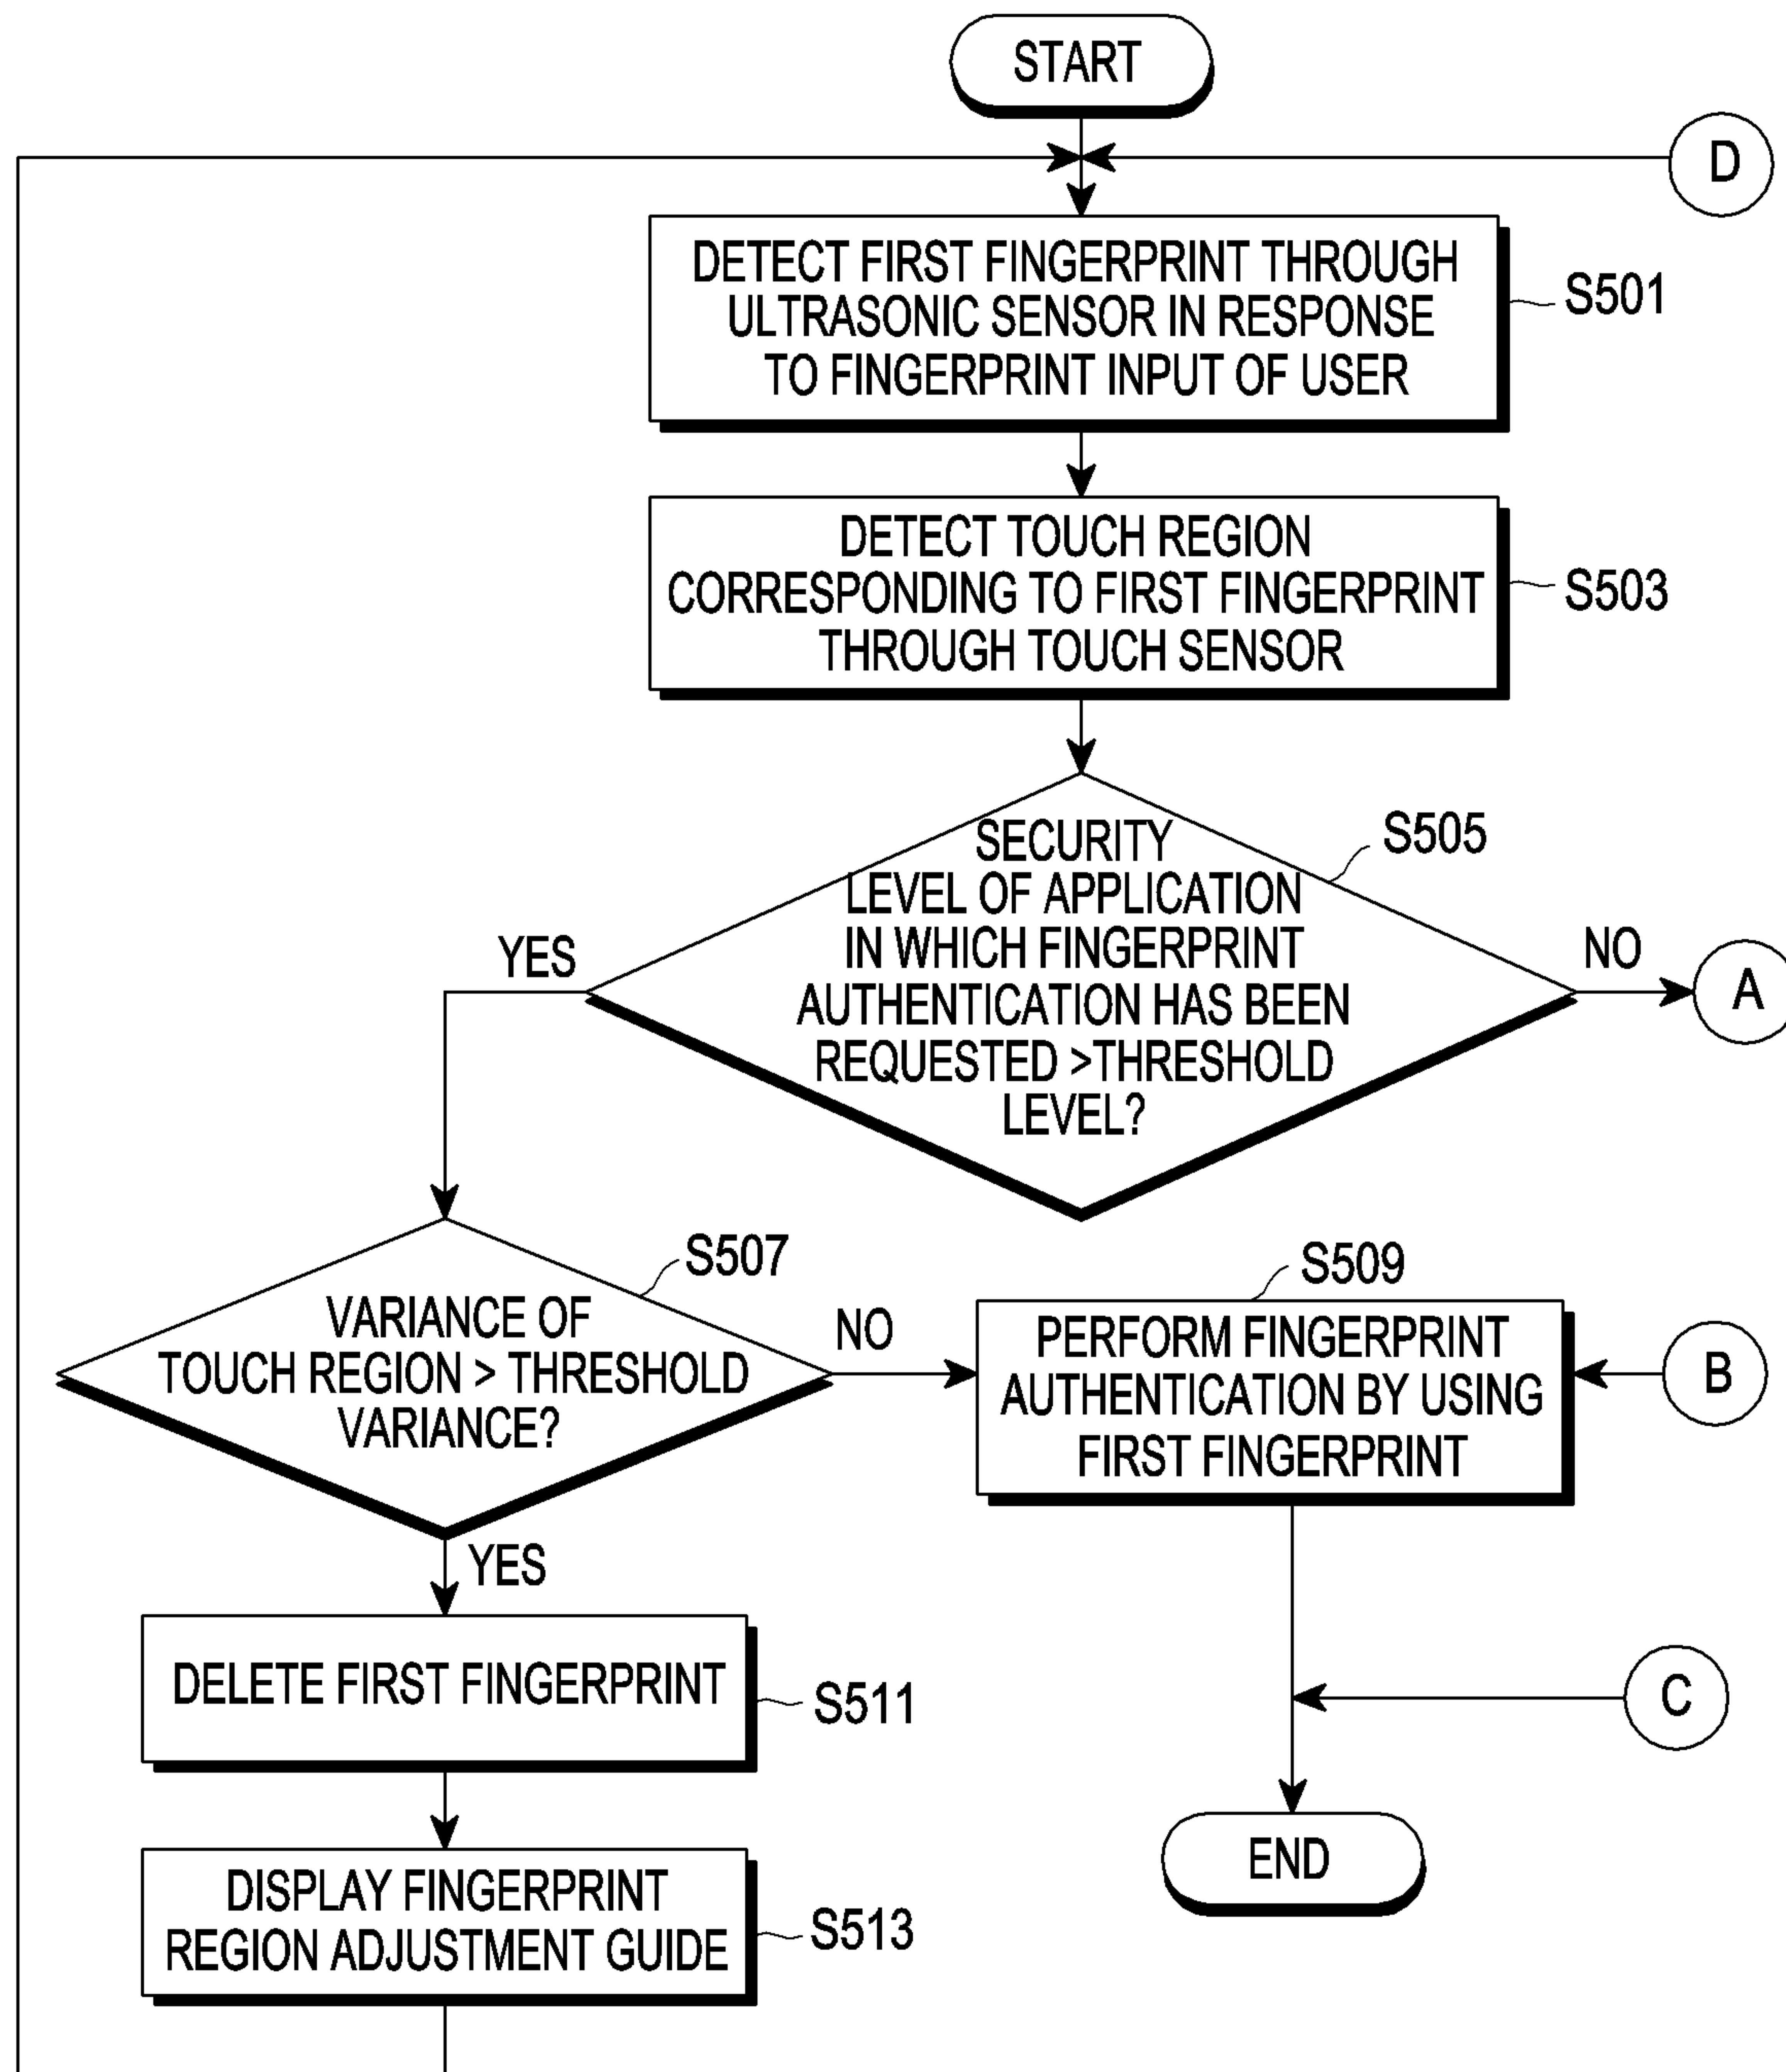 START
D
DETECT FIRST FINGERPRINT THROUGH
ULTRASONIC SENSOR IN RESPONSE
TO FINGERPRINT INPUT OF USER
S501
DETECT TOUCH REGION
CORRESPONDING TO FIRST FINGERPRINT
THROUGH TOUCH SENSOR
S503
SECURITY
LEVEL OF APPLICATION
IN WHICH FINGERPRINT
AUTHENTICATION HAS BEEN
REQUESTED >THRESHOLD
LEVEL?
S505
YES
NO
A
VARIANCE OF
TOUCH REGION > THRESHOLD
VARIANCE?
S507
NO
YES
S509
PERFORM FINGERPRINT
AUTHENTICATION BY USING
FIRST FINGERPRINT
B
DELETE FIRST FINGERPRINT
S511
C
DISPLAY FINGERPRINT
REGION ADJUSTMENT GUIDE
S513
END